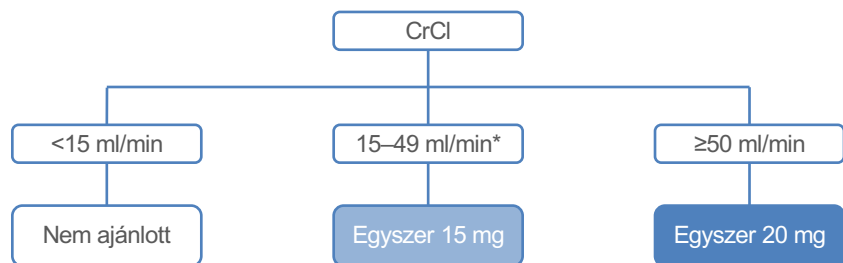 CrCl
<15 ml/min
15–49 ml/min*
≥50 ml/min
Nem ajánlott
Egyszer 15 mg
Egyszer 20 mg